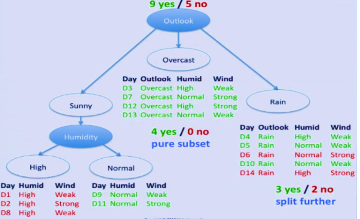 9 yes / 5 no
Outlook
Overcast
Day Outlook Humid Wind
D3 Overcast High Weak
D7 Overcast Normal Strong
D12 Overcast High Strong
D13 Overcast Normal Weak
Sunny
Rain
4 yes / 0 no
pure subset
Humidity
Day Outlook Humid Wind
D4 Rain High Weak
D5 Rain Normal Weak
D6 Rain Normal Strong
D10 Rain Normal Weak
D14 Rain High Strong
High
Normal
3 yes / 2 no
split further
Day Humid Wind
D1 High Weak
D2 High Strong
D8 High Weak
Day Humid Wind
D9 Normal Weak
D11 Normal Strong